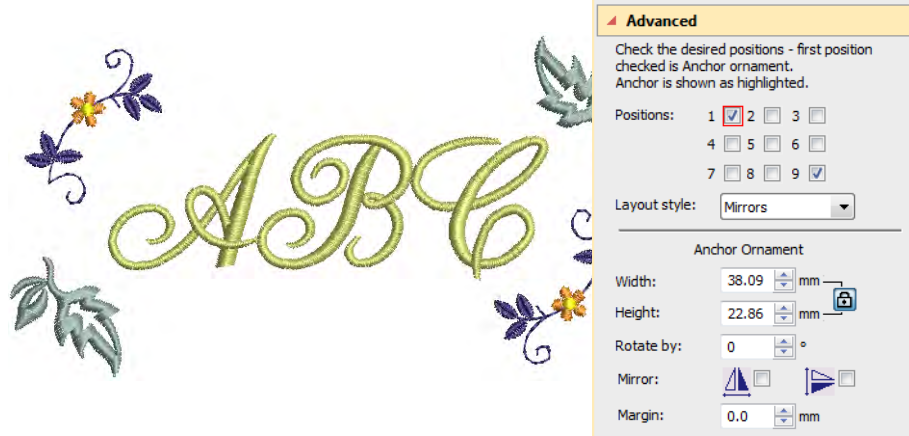 ABC
Advanced
Check the desired positions - first position
checked is Anchor ornament.
Anchor is shown as highlighted.
Positions: 1 2 3
4 5 6
7 8 9
Layout style: Mirrors
Anchor Ornament
Width: 38.09 mm
Height: 22.86 mm
Rotate by: 0 °
Mirror:
Margin: 0.0 mm